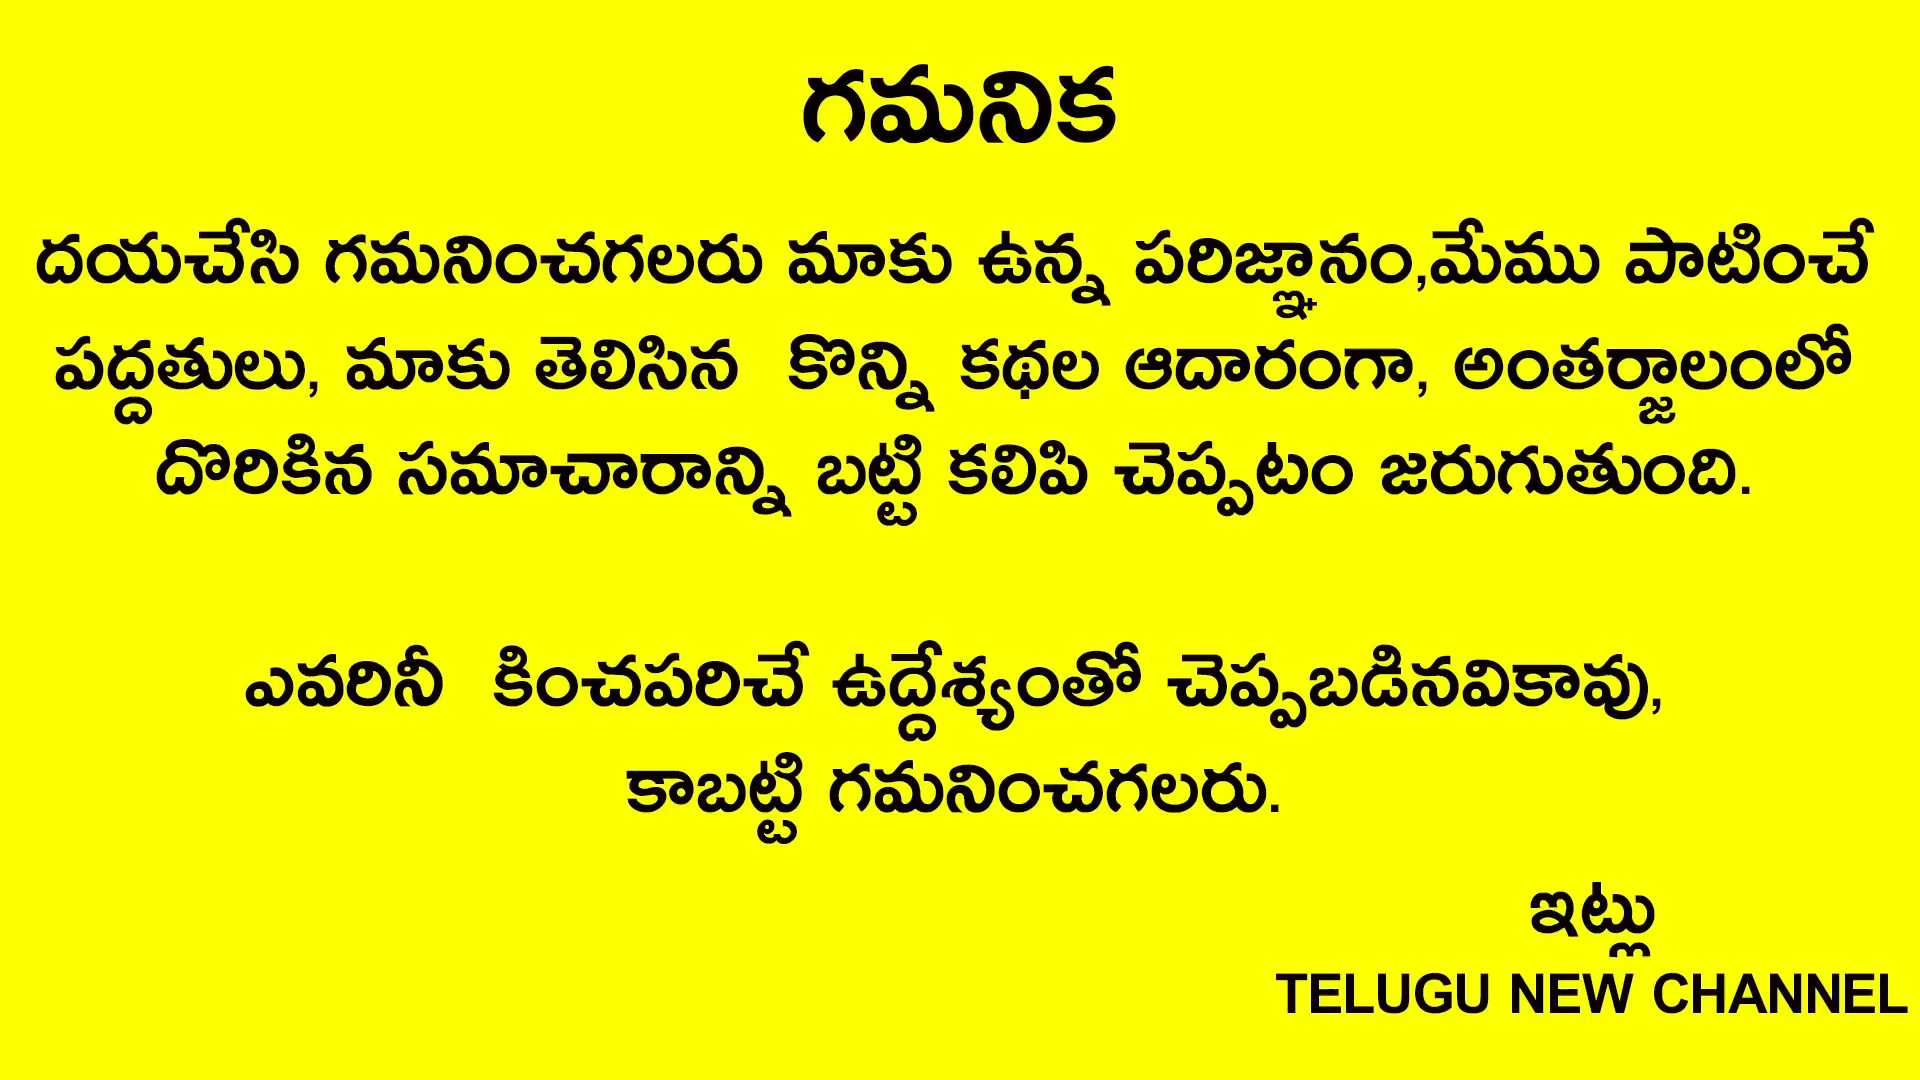 గమనిక
దయచేసి గమనించగలరు మాకు ఉన్న పరిజ్ఞానం,మేము పాటించే
పద్దతులు, మాకు తెలిసిన కొన్ని కథల ఆదారంగా, అంతర్జాలంలో
దొరికిన సమాచారాన్ని బట్టి కలిపి చెప్పటం జరుగుతుంది.
ఎవరినీ కించపరిచే ఉద్దేశ్యంతో చెప్పబడినవికావు,
కాబట్టి గమనించగలరు.
ఇట్లు
TELUGU NEW CHANNEL